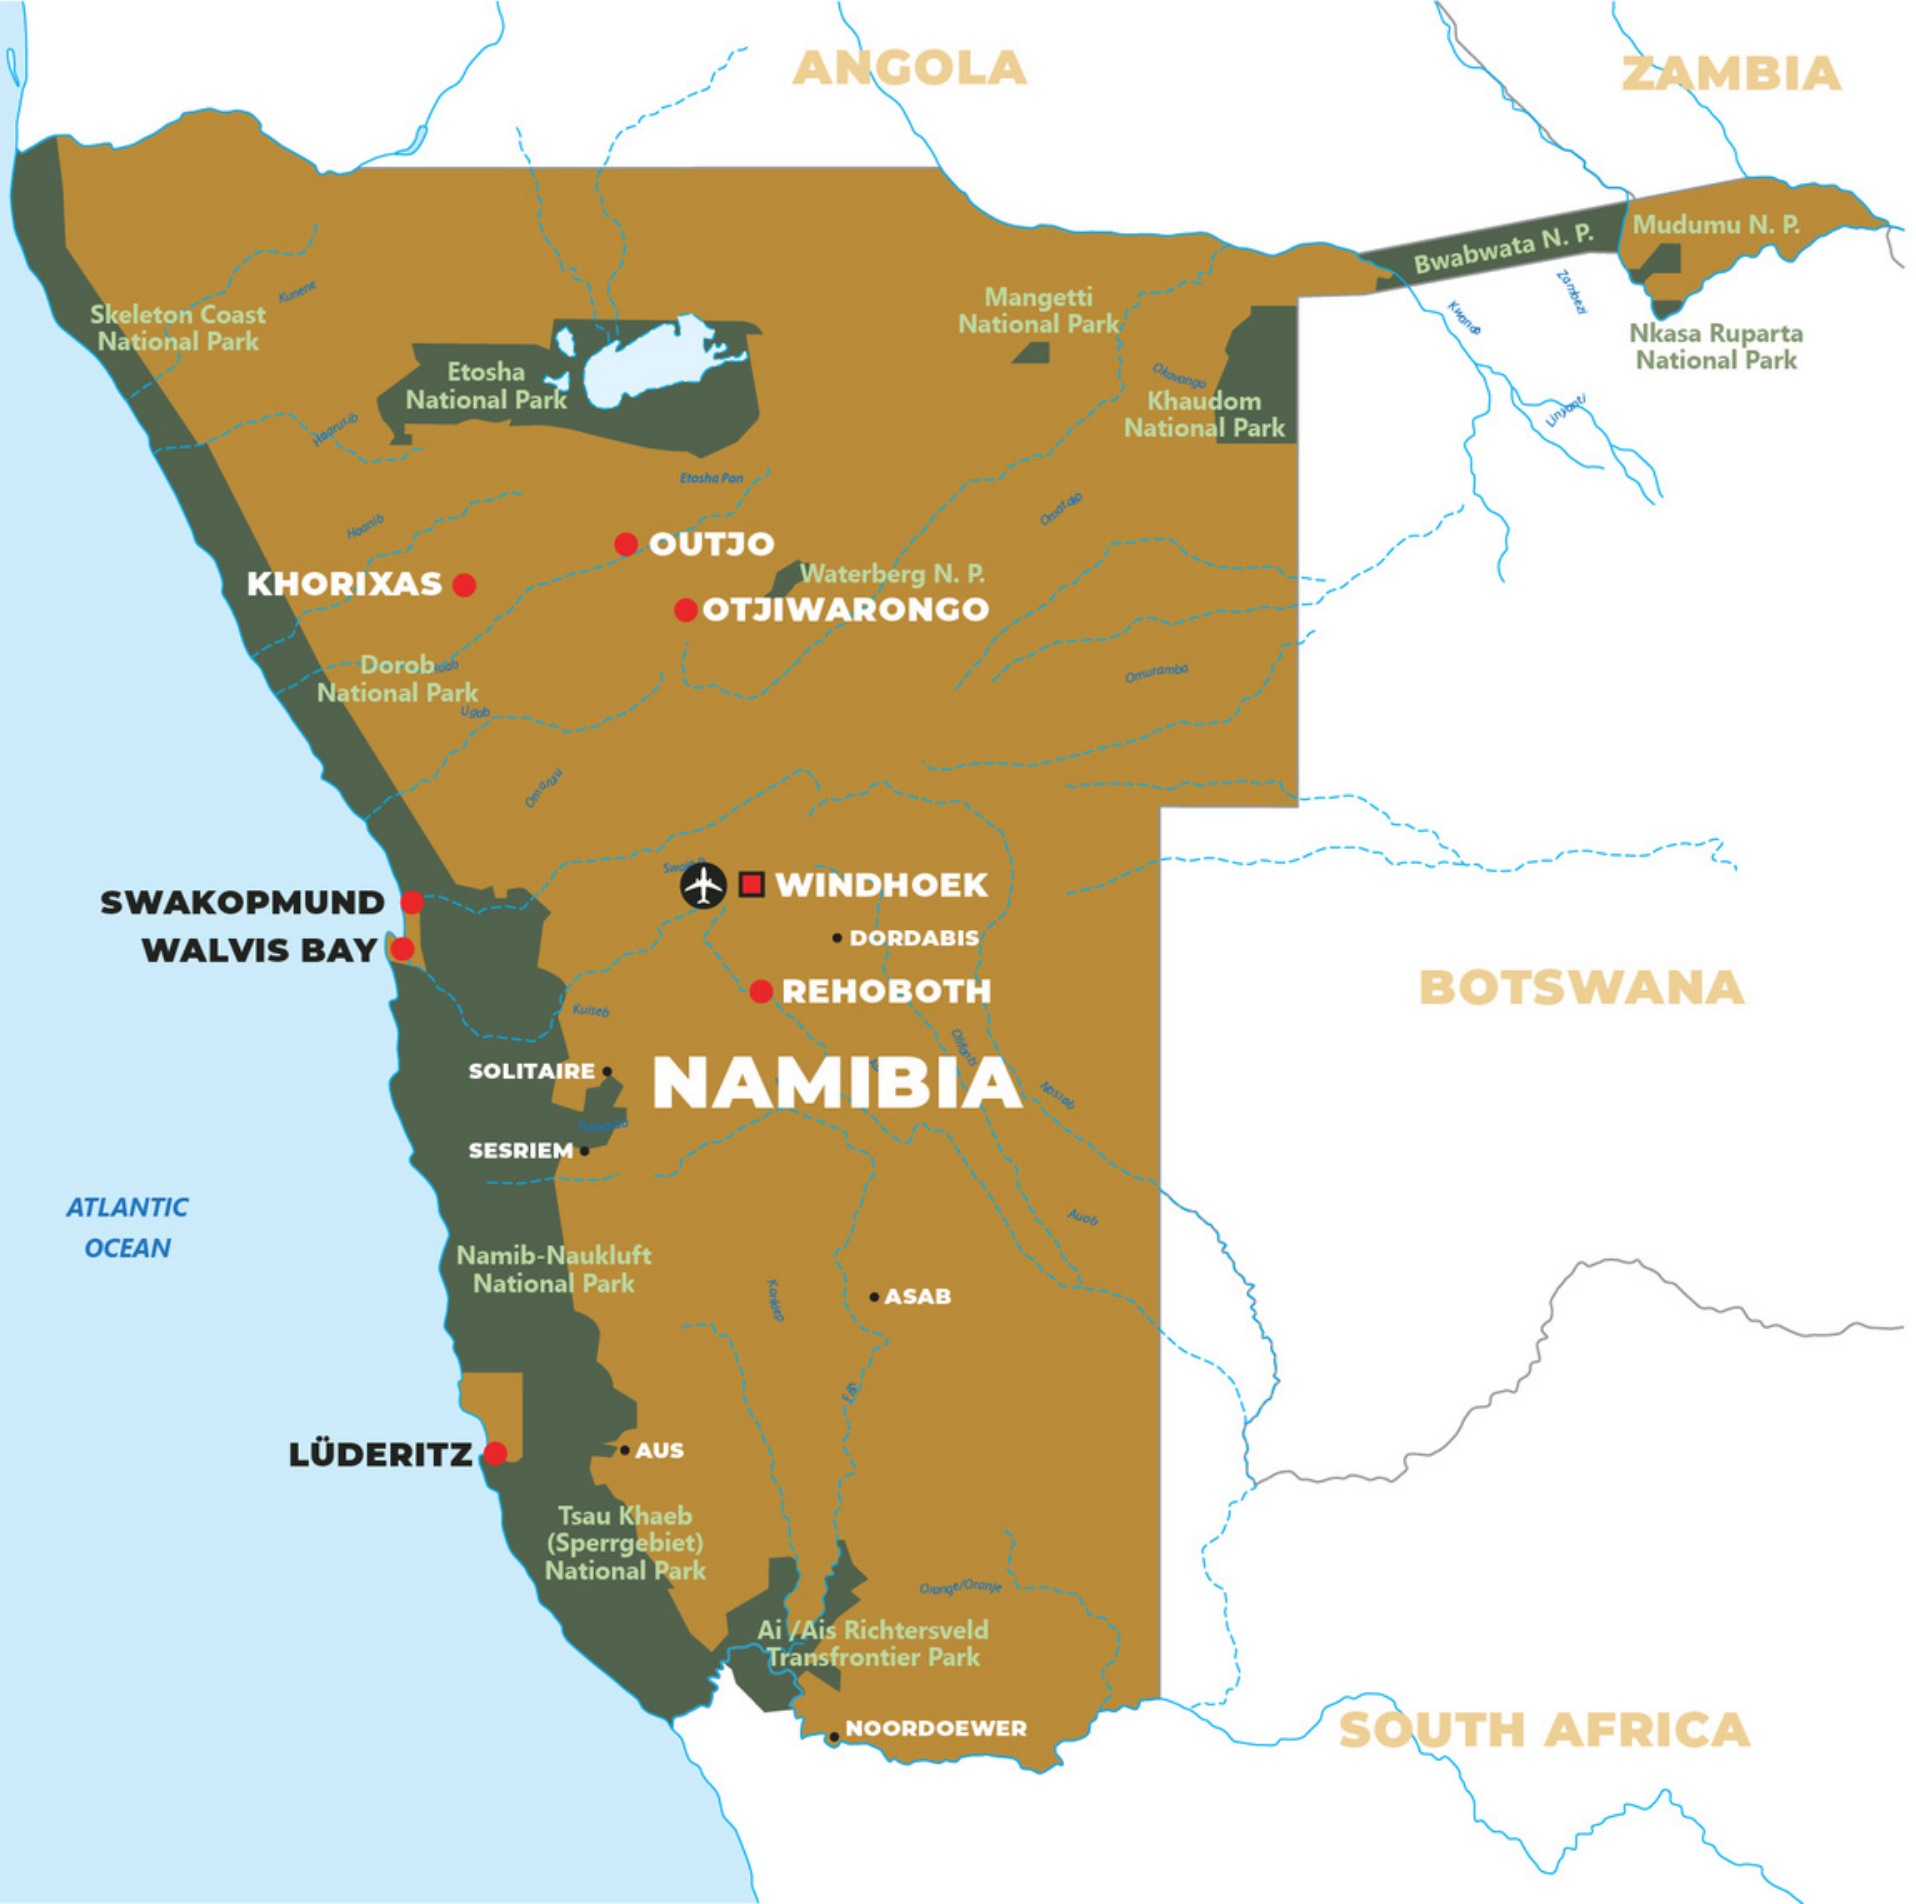 ANGOLA
ZAMBIA
Mudumu N. P.
Bwabwata N. P.
Zambezi
Kwando
Kunene
Skeleton Coast
National Park
Mangetti
National Park
Nkasa Ruparta
National Park
Etosha
National Park
Okavango
Khaudom
National Park
Linyanti
Hoarusib
Etosha Pan
Omatako
Hoanib
OUTJO
KHORIXAS
Waterberg N. P.
OTJIWARONGO
Dorob
National Park
Omuramba
Ugab
Omaruru
WINDHOEK
SWAKOPMUND
WALVIS BAY
DORDABIS
BOTSWANA
REHOBOTH
Kuiseb
Olifants
SOLITAIRE
NAMIBIA
Nossob
SESRIEM
ATLANTIC
OCEAN
Auob
Namib-Naukluft
National Park
Konkiep
ASAB
Fish
LÜDERITZ
AUS
Tsau Khaeb
(Sperrgebiet)
National Park
Orange/Oranje
Ai /Ais Richtersveld
Transfrontier Park
NOORDOEWER
SOUTH AFRICA